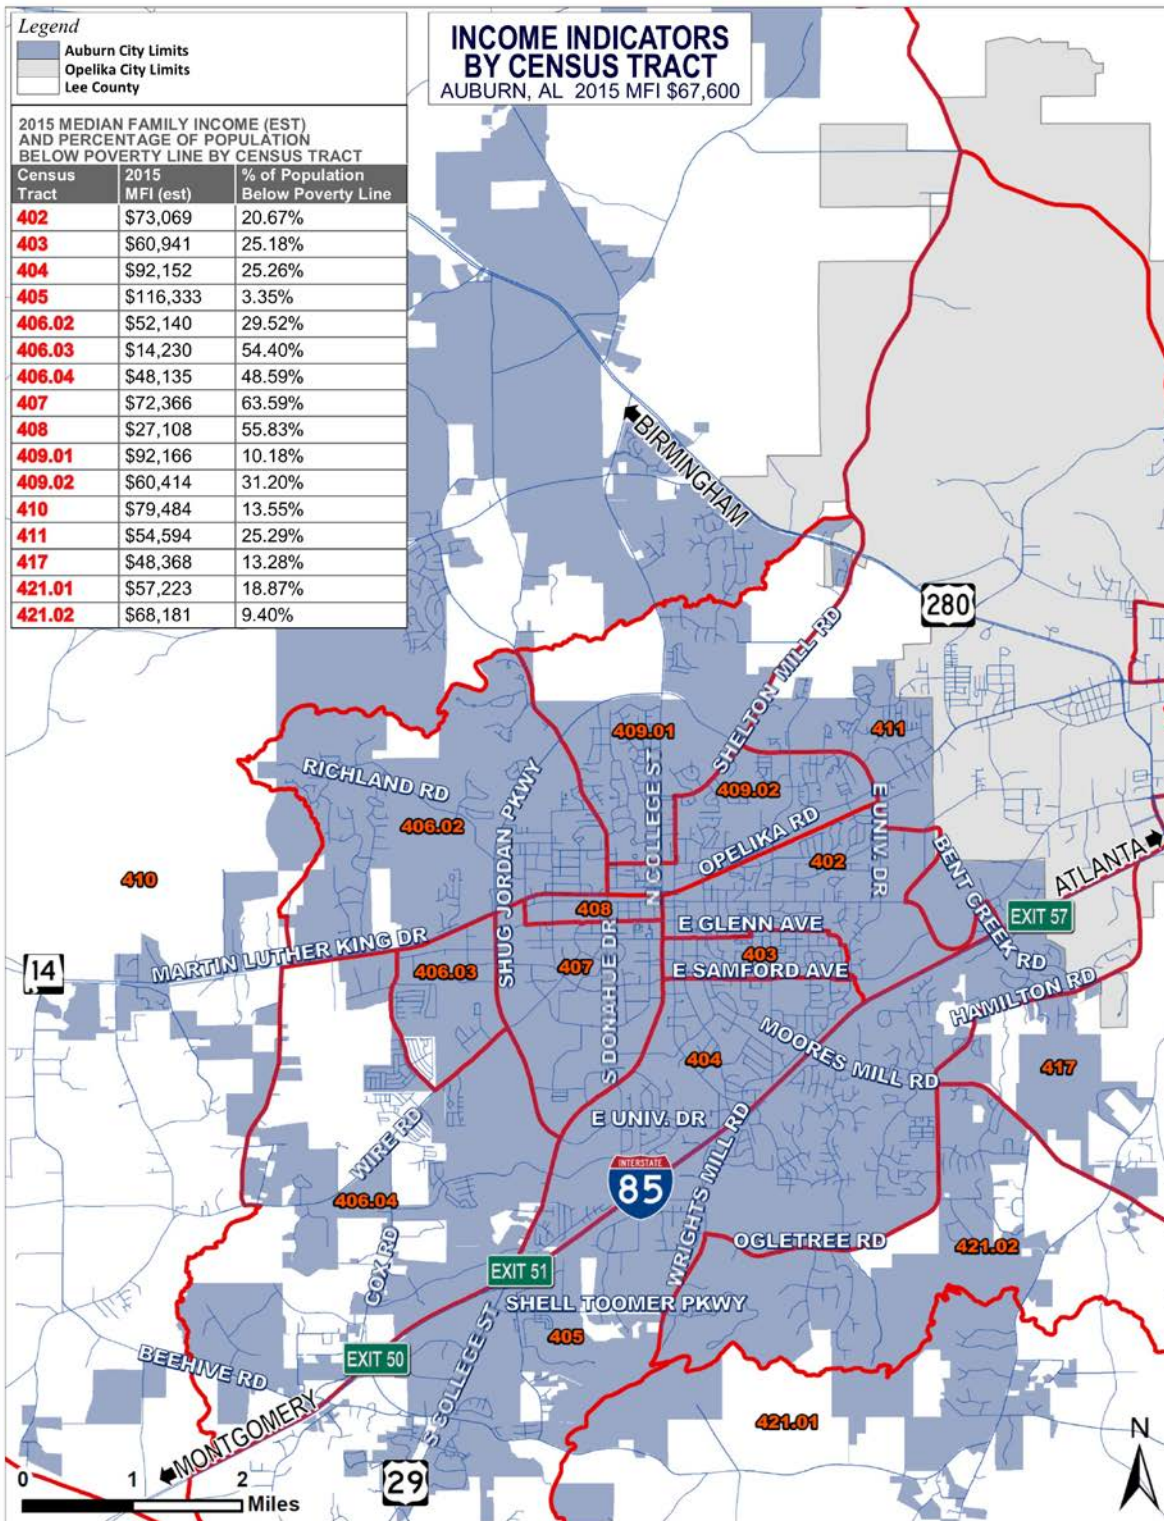 Legend
Auburn City Limits
Opelika City Limits
Lee County
INCOME INDICATORS
BY CENSUS TRACT
AUBURN, AL 2015 MFI $67,600
2015 MEDIAN FAMILY INCOME (EST)
AND PERCENTAGE OF POPULATION
BELOW POVERTY LINE BY CENSUS TRACT
Census Tract 2015 MFI (est) % of Population Below Poverty Line
402 $73,069 20.67%
403 $60,941 25.18%
404 $92,152 25.26%
405 $116,333 3.35%
406.02 $52,140 29.52%
406.03 $14,230 54.40%
406.04 $48,135 48.59%
407 $72,366 63.59%
408 $27,108 55.83%
409.01 $92,166 10.18%
409.02 $60,414 31.20%
410 $79,484 13.55%
411 $54,594 25.29%
417 $48,368 13.28%
421.01 $57,223 18.87%
421.02 $68,181 9.40%
BIRMINGHAM
280
SHELTON MILL RD
409.01
411
RICHLAND RD
SHUG JORDAN PKWY
N COLLEGE ST
409.02
E UNIV. DR
406.02
OPELIKA RD
402
BENT CREEK RD
ATLANTA
410
408
EXIT 57
E GLENN AVE
MARTIN LUTHER KING DR
14
406.03
407
S DONAHUE DR
403
E SAMFORD AVE
HAMILTON RD
MOORES MILL RD
404
417
E UNIV. DR
WIRE RD
INTERSTATE
85
WRIGHTS MILL RD
406.04
COX RD
OGLETREE RD
421.02
EXIT 51
SHELL TOOMER PKWY
405
EXIT 50
BEEHIVE RD
S COLLEGE ST
MONTGOMERY
421.01
29
N
0 1 2 Miles